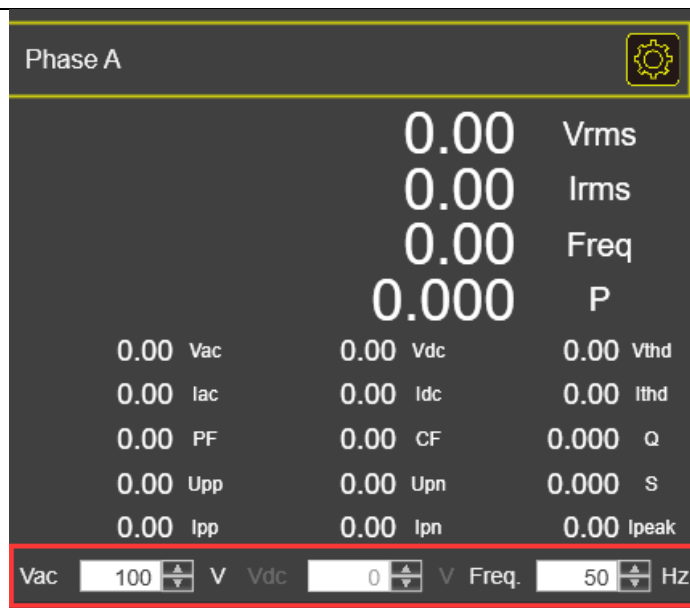 Phase A
0.00 Vrms
0.00 Irms
0.00 Freq
0.000 P
0.00 Vac 0.00 Vdc 0.00 Vthd
0.00 Iac 0.00 Idc 0.00 Ithd
0.00 PF 0.00 CF 0.000 Q
0.00 Upp 0.00 Upn 0.000 S
0.00 Ipp 0.00 Ipn 0.00 Ipeak
Vac 100 V Vdc 0 V Freq. 50 Hz